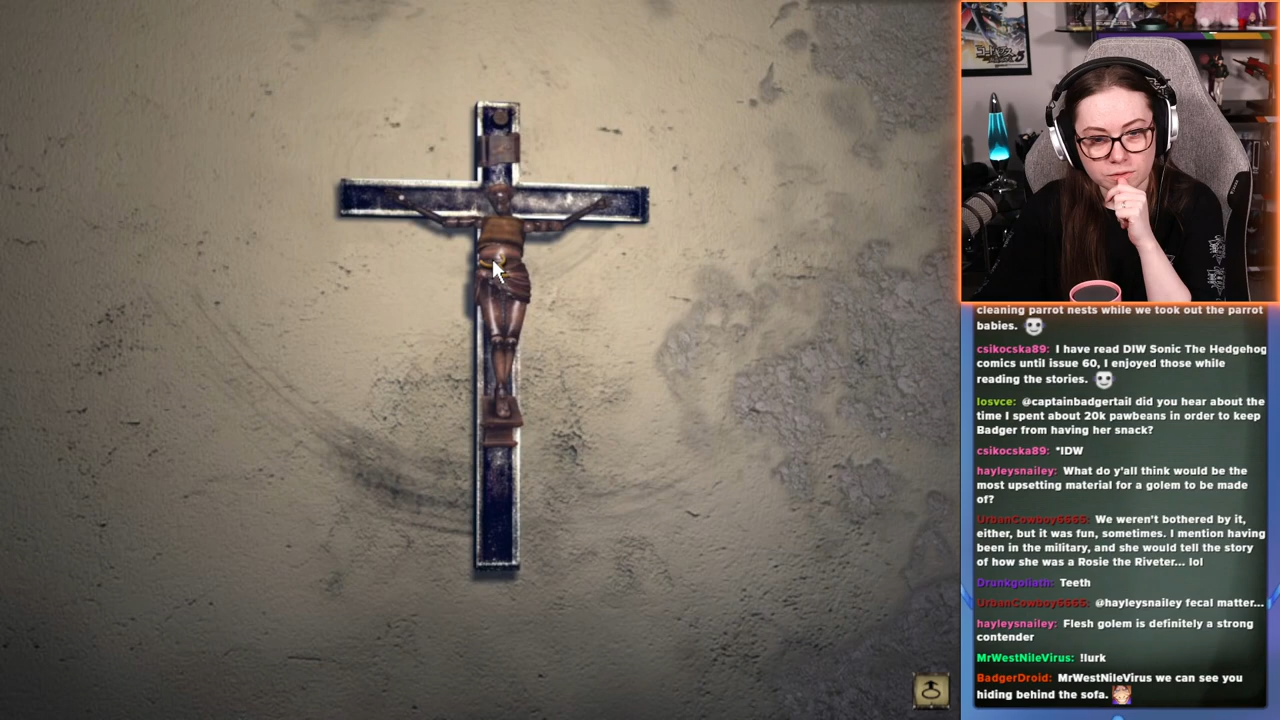 cleaning parrot nests while we took out the parrot
babies.
csikocska89: I have read DIW Sonic The Hedgehog
comics until issue 60, I enjoyed those while
reading the stories.
losvce: @captainbadgertail did you hear about the
time I spent about 20k pawbeans in order to keep
Badger from having her snack?
csikocska89: *IDW
hayleysnailey: What do y'all think would be the
most upsetting material for a golem to be made
of?
UrbanCowboy5665: We weren't bothered by it,
either, but it was fun, sometimes. I mention having
been in the military, and she would tell the story
of how she was a Rosie the Riveter... lol
Drunkgoliath: Teeth
UrbanCowboy5665: @hayleysnailey fecal matter...
hayleysnailey: Flesh golem is definitely a strong
contender
MrWestNileVirus: !lurk
BadgerDroid: MrWestNileVirus we can see you
hiding behind the sofa.